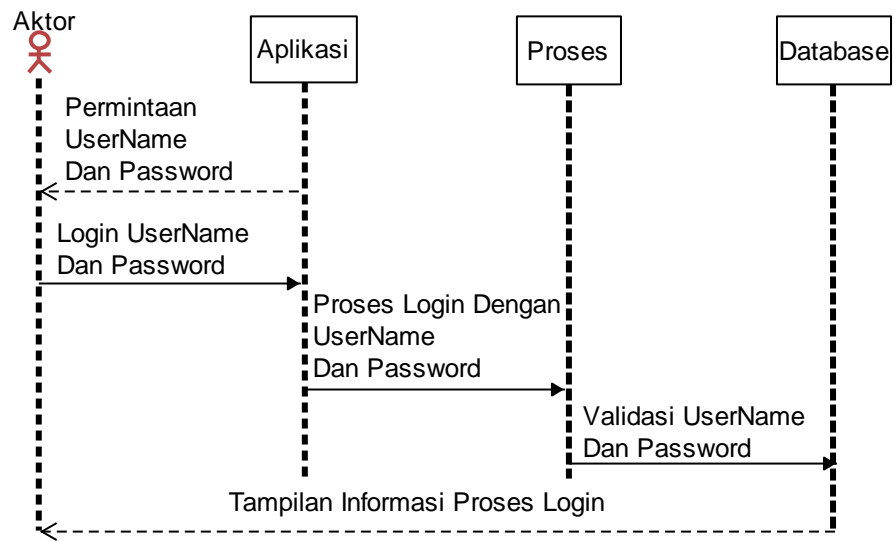 Aktor
Aplikasi
Proses
Database
Permintaan
UserName
Dan Password
Login UserName
Dan Password
Proses Login Dengan
UserName
Dan Password
Validasi UserName
Dan Password
Tampilan Informasi Proses Login